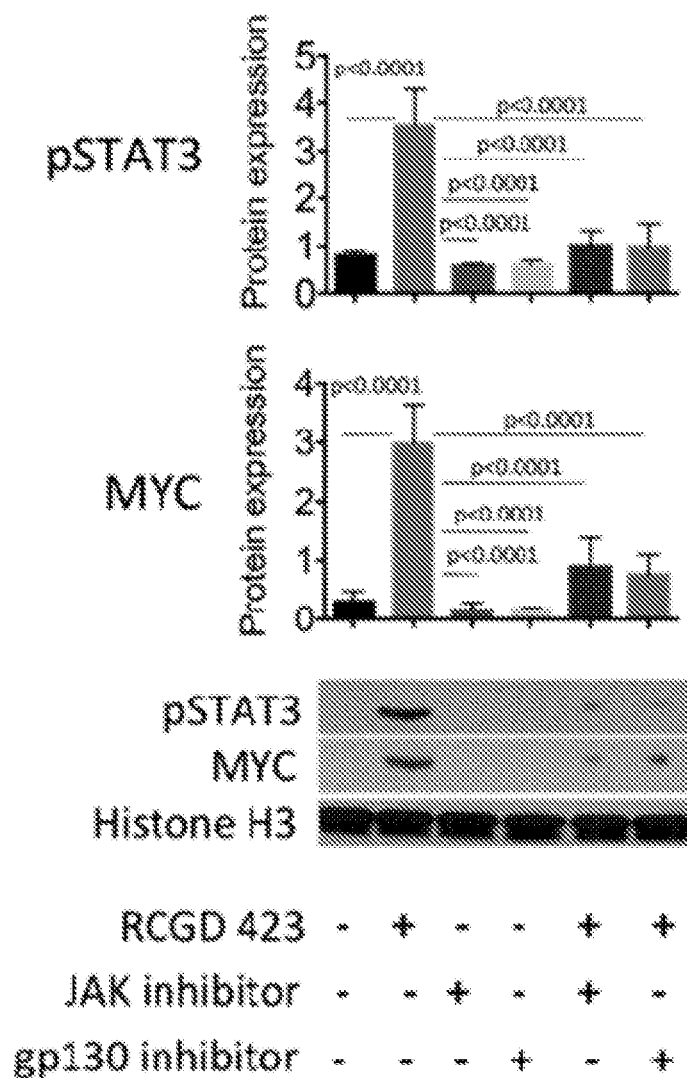 pSTAT3
Protein expression
5
4
3
2
1
0
p<0.0001
p<0.0001
p<0.0001
p<0.0001
p<0.0001
MYC
Protein expression
4
3
2
1
0
p<0.0001
p<0.0001
p<0.0001
p<0.0001
p<0.0001
pSTAT3
MYC
Histone H3
RCGD 423 - + - - + +
JAK inhibitor - - + - + -
gp130 inhibitor - - - + - +